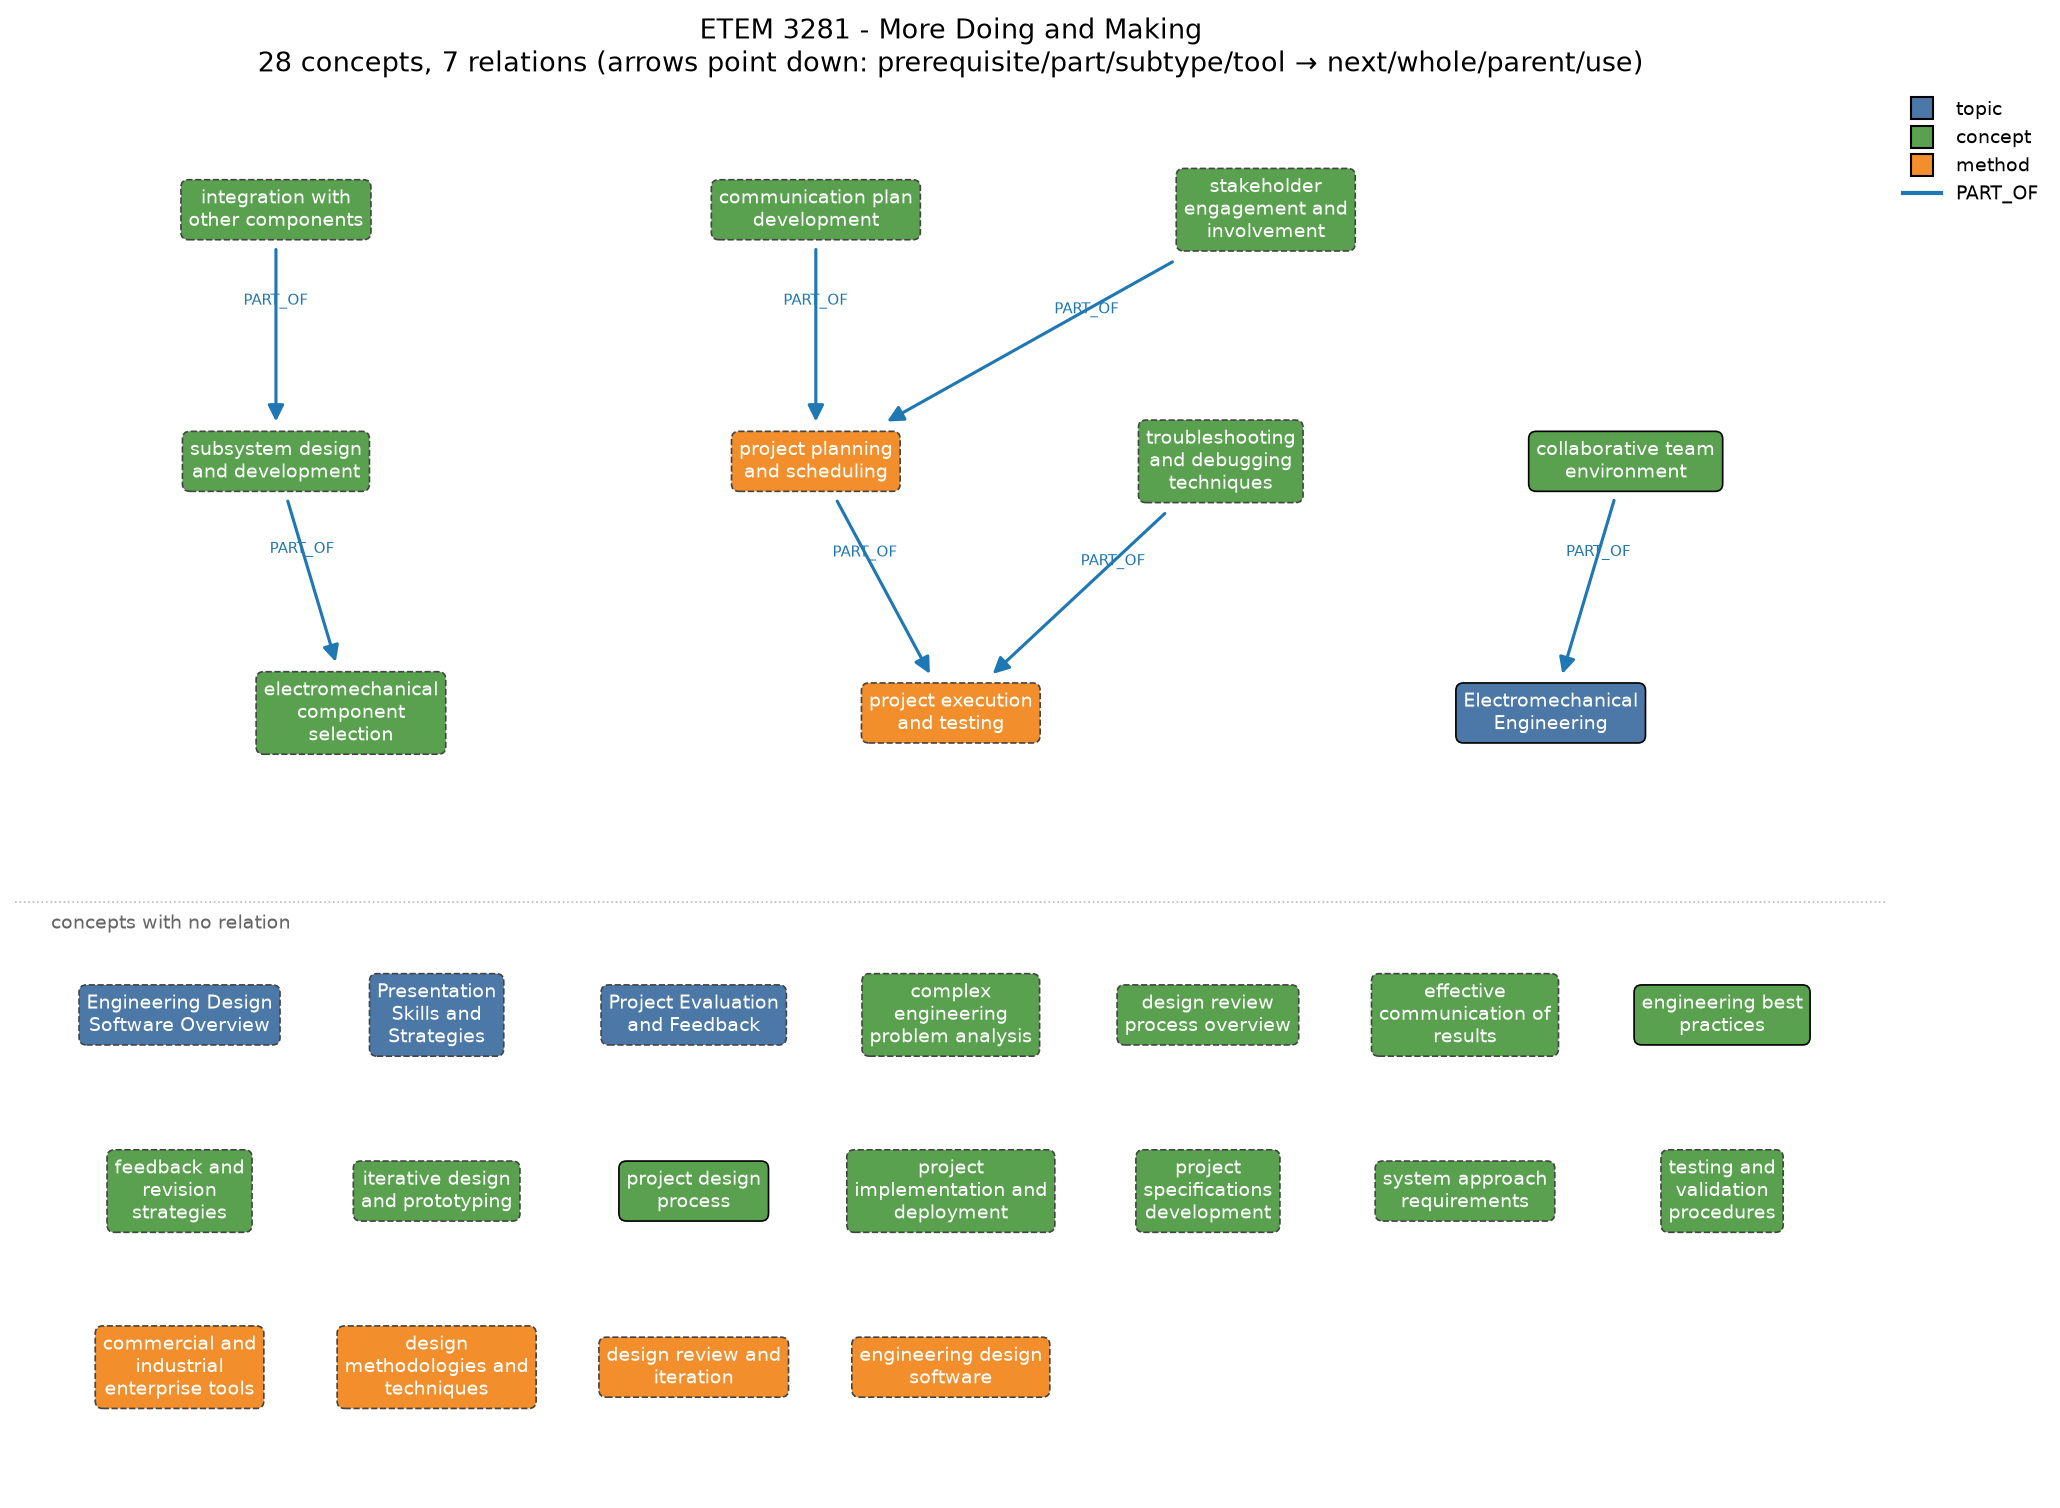 ETEM 3281 - More Doing and Making
28 concepts, 7 relations (arrows point down: prerequisite/part/subtype/tool → next/whole/parent/use)
topic
concept
method
PART_OF
integration with
other components
communication plan
development
stakeholder
engagement and
involvement
PART_OF
PART_OF
PART_OF
subsystem design
and development
project planning
and scheduling
troubleshooting
and debugging
techniques
collaborative team
environment
PART_OF
PART_OF
PART_OF
PART_OF
electromechanical
component
selection
project execution
and testing
Electromechanical
Engineering
concepts with no relation
Engineering Design
Software Overview
Presentation
Skills and
Strategies
Project Evaluation
and Feedback
complex
engineering
problem analysis
design review
process overview
effective
communication of
results
engineering best
practices
feedback and
revision
strategies
iterative design
and prototyping
project design
process
project
implementation and
deployment
project
specifications
development
system approach
requirements
testing and
validation
procedures
commercial and
industrial
enterprise tools
design
methodologies and
techniques
design review and
iteration
engineering design
software